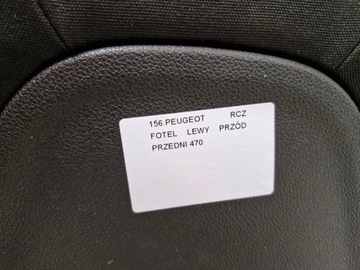 156 PEUGEOT RCZ
FOTEL LEWY PRZÓD
PRZEDNI 470